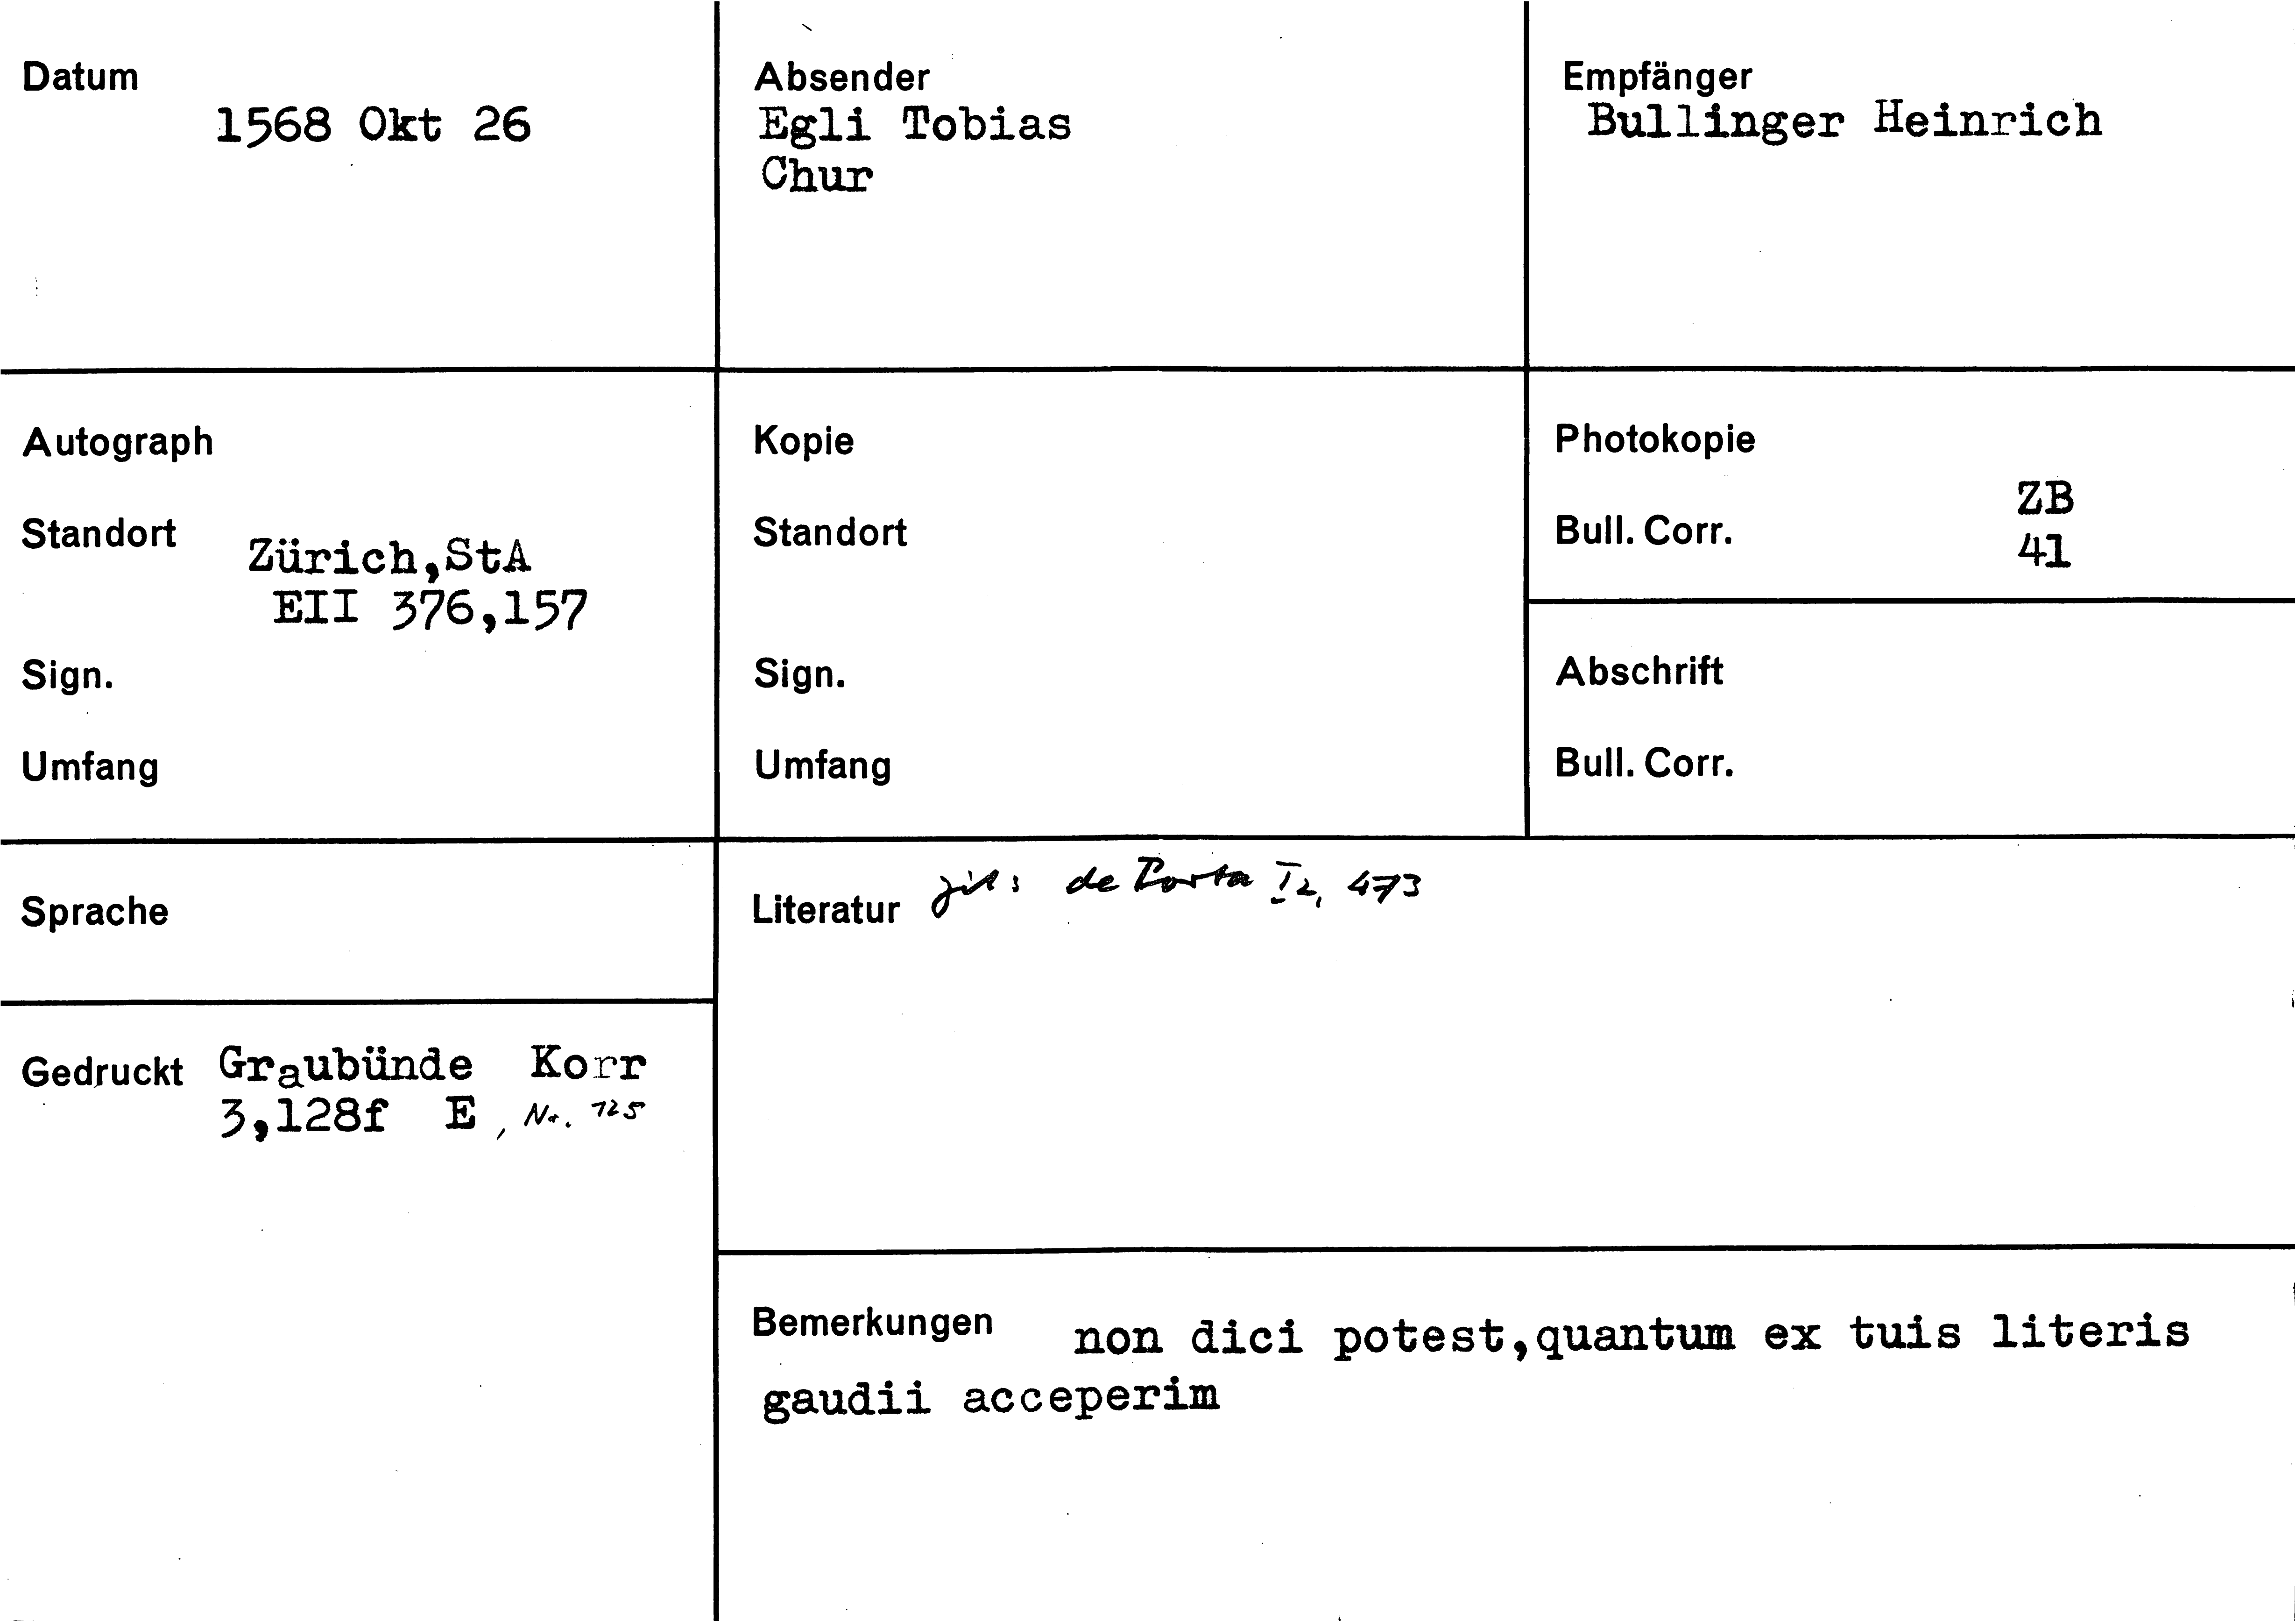 Datum
1568 Okt 26
Absender
Egli Tobias
Chur
Empfänger
Bullinger Heinrich
Autograph
Standort
Zürich,StA
EII 376,157
Sign.
Umfang
Kopie
Standort
Sign.
Umfang
Photokopie
ZB
Bull. Corr.
41
Abschrift
Bull. Corr.
Sprache
Literatur de Porta I2, 473
Gedruckt Graubünde Korr
3,128f E, Nr. 125
Bemerkungen non dici potest,quantum ex tuis literis
gaudii acceperim